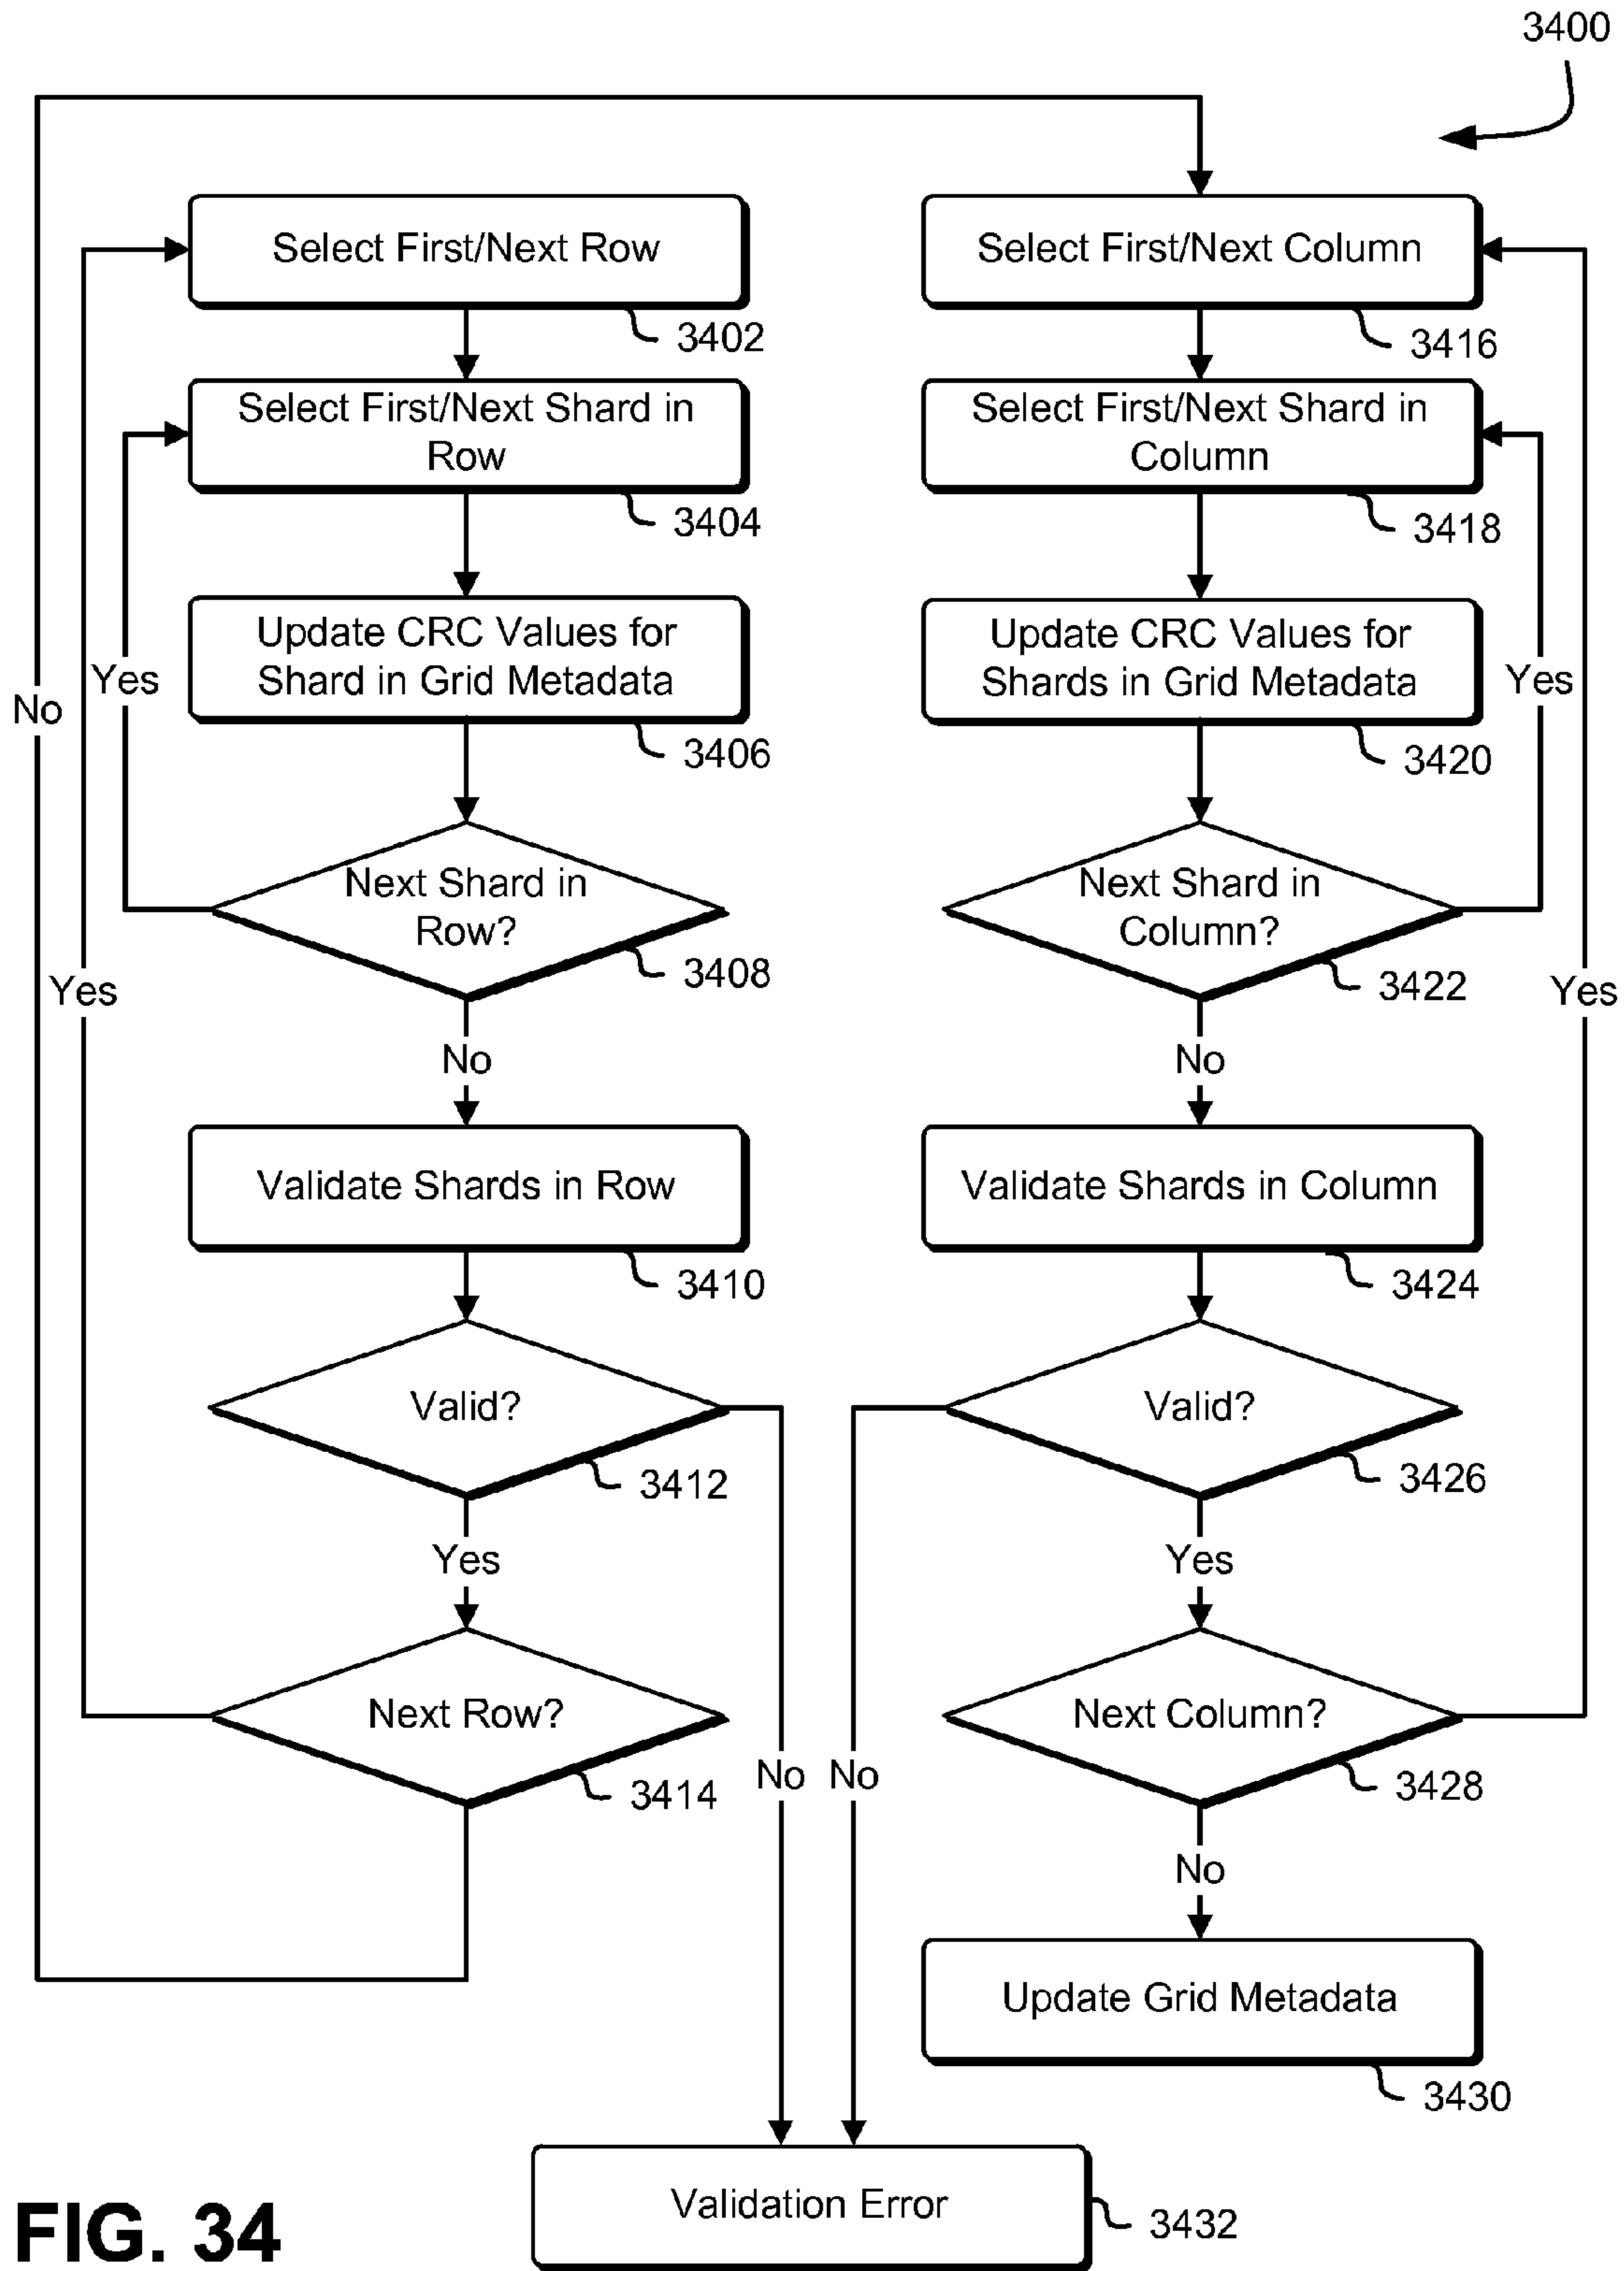 3400
Select First/Next Row
3402
Select First/Next Shard in
Row
3404
Update CRC Values for
Shard in Grid Metadata
3406
Next Shard in
Row?
3408
Yes
Yes
No
No
Validate Shards in Row
3410
Valid?
3412
Yes
No
Next Row?
3414
Select First/Next Column
3416
Select First/Next Shard in
Column
3418
Update CRC Values for
Shards in Grid Metadata
3420
Next Shard in
Column?
3422
Yes
Yes
No
Validate Shards in Column
3424
Valid?
3426
Yes
No
Next Column?
3428
No
Update Grid Metadata
3430
Validation Error
3432
FIG. 34